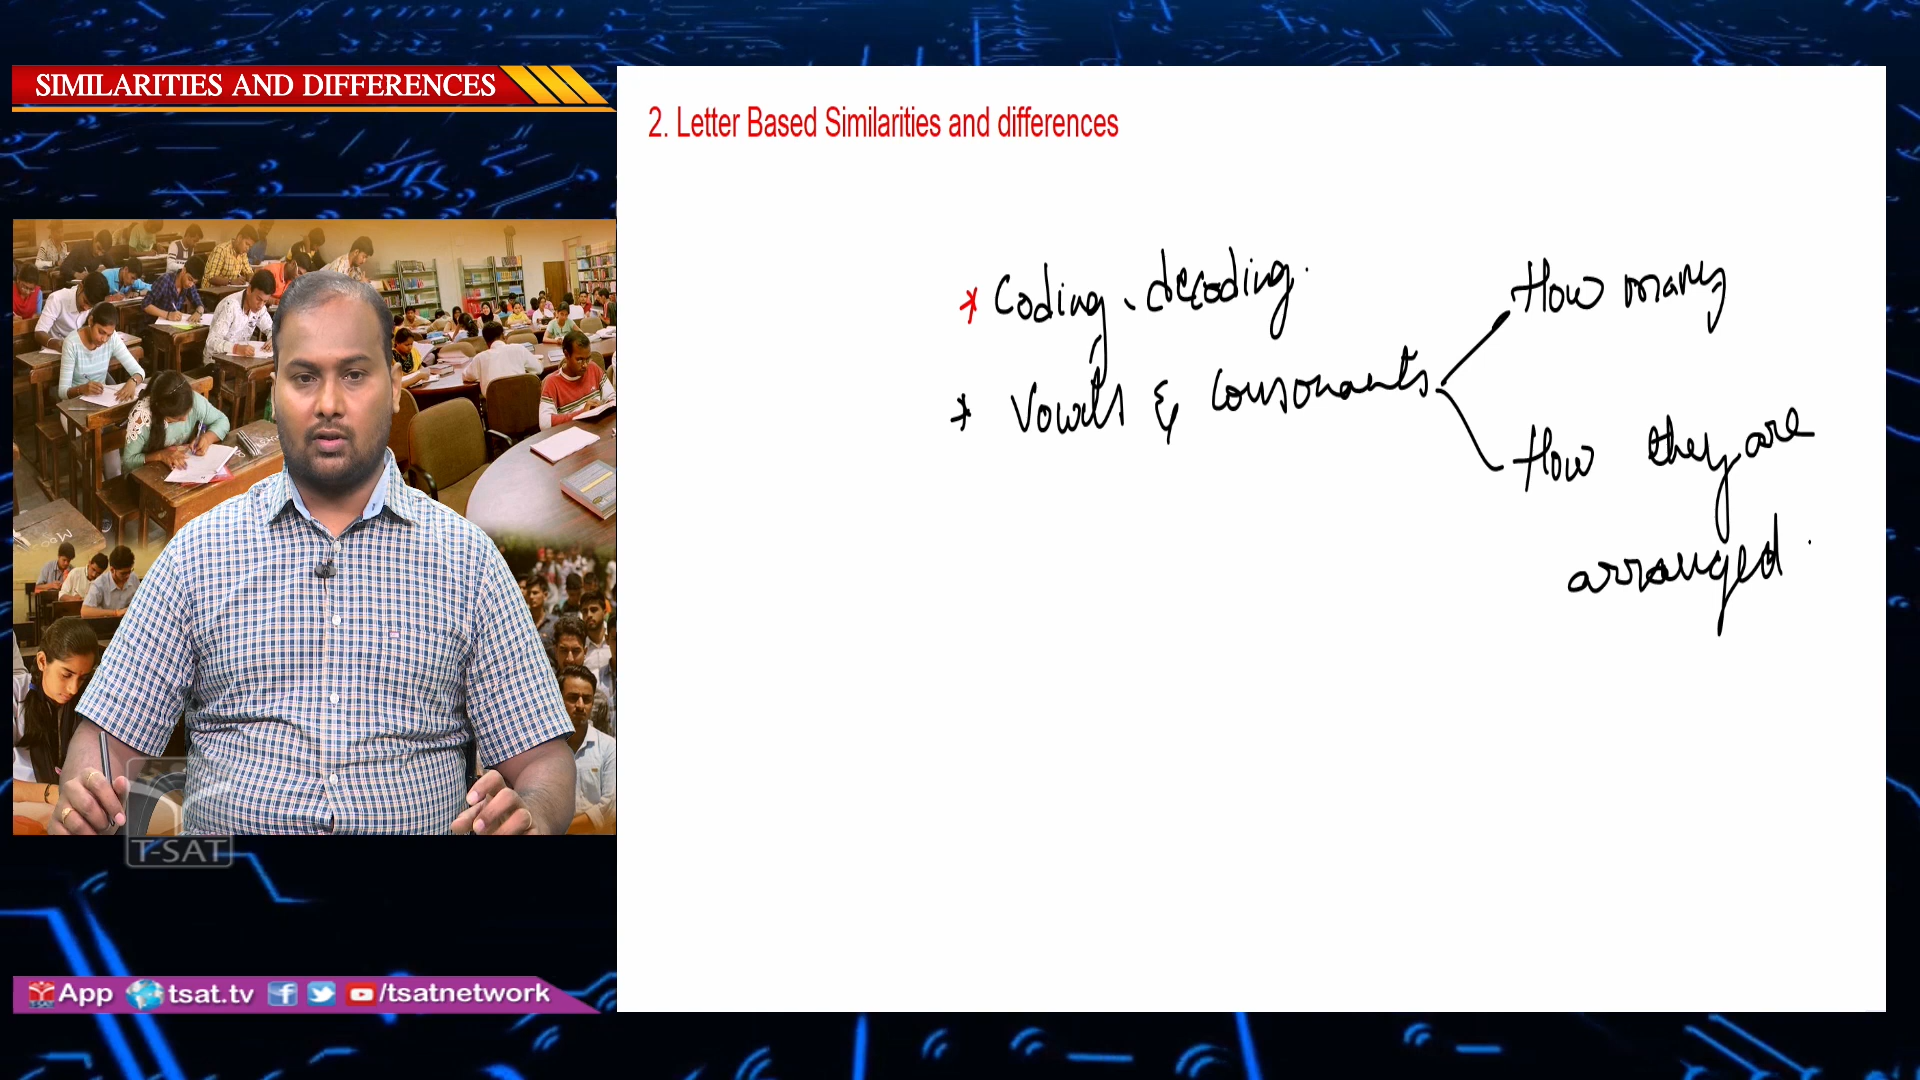 SIMILARITIES AND DIFFERENCES
2. Letter Based Similarities and differences
* Coding, decoding.
* Vowels & consonants
How many
How they are
arranged.
T-SAT
App tsat.tv /tsatnetwork